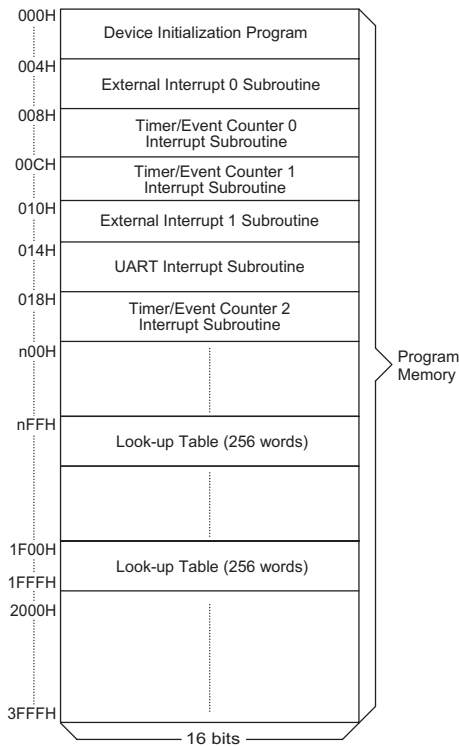 000H
Device Initialization Program
004H
External Interrupt 0 Subroutine
008H
Timer/Event Counter 0
Interrupt Subroutine
00CH
Timer/Event Counter 1
Interrupt Subroutine
010H
External Interrupt 1 Subroutine
014H
UART Interrupt Subroutine
018H
Timer/Event Counter 2
Interrupt Subroutine
n00H
Program
Memory
nFFH
Look-up Table (256 words)
1F00H
Look-up Table (256 words)
1FFFH
2000H
3FFFH
16 bits